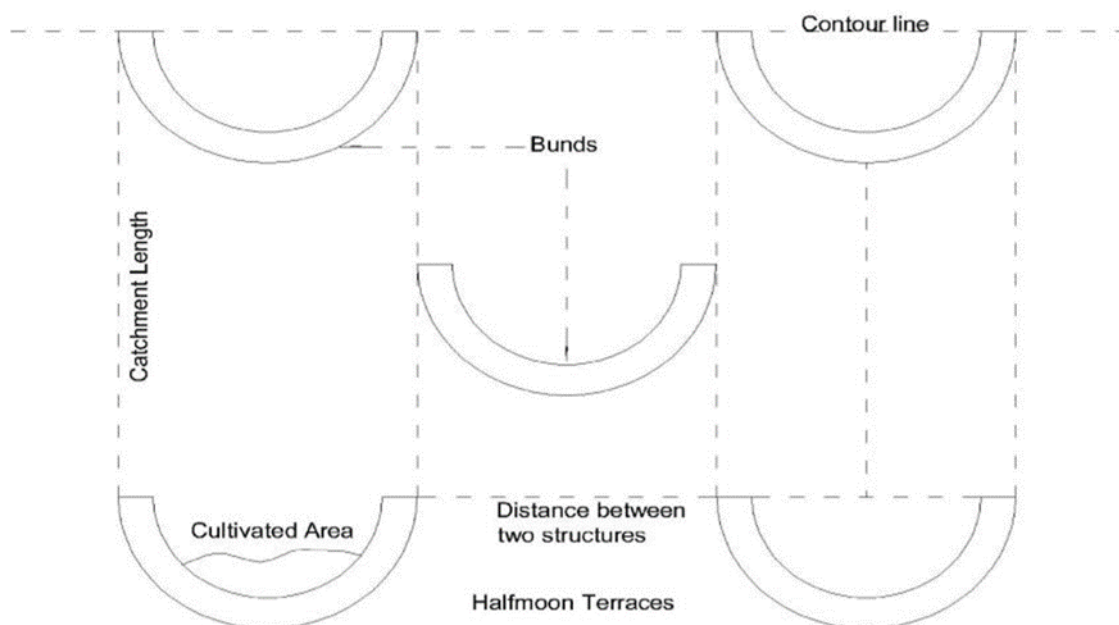 Contour line
Bunds
Catchment Length
Cultivated Area
Distance between
two structures
Halfmoon Terraces